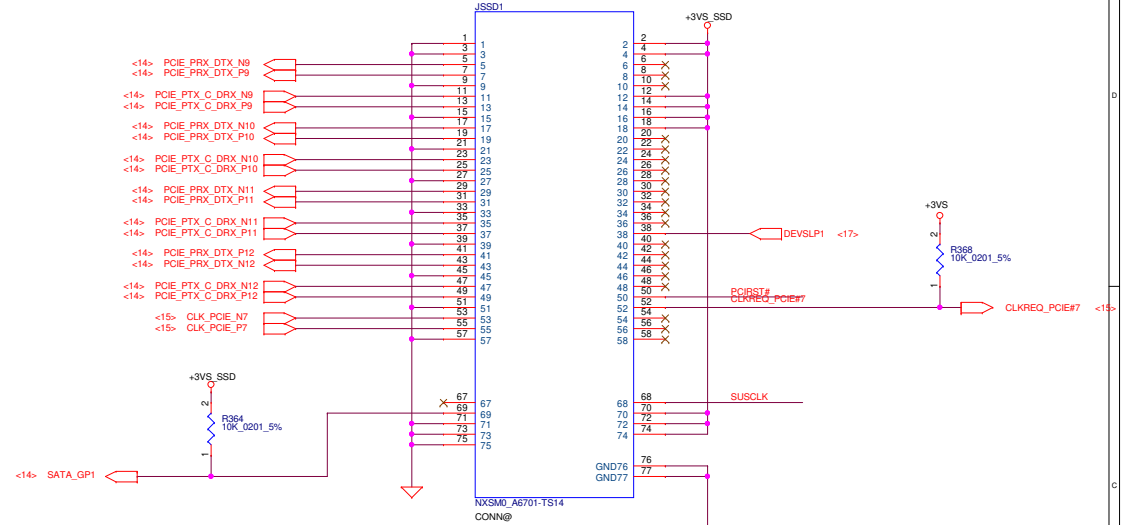 JSSD1
+3VS_SSD
1 1 2 2
3 3 4 4
<14> PCIE_PRX_DTX_N9 5 5 6 6
<14> PCIE_PRX_DTX_P9 7 7 8 8
9 9 10 10
<14> PCIE_PTX_C_DRX_N9 11 11 12 12
<14> PCIE_PTX_C_DRX_P9 13 13 14 14
15 15 16 16
<14> PCIE_PRX_DTX_N10 17 17 18 18
<14> PCIE_PRX_DTX_P10 19 19 20 20
21 21 22 22
<14> PCIE_PTX_C_DRX_N10 23 23 24 24
<14> PCIE_PTX_C_DRX_P10 25 25 26 26
27 27 28 28
<14> PCIE_PRX_DTX_N11 29 29 30 30
<14> PCIE_PRX_DTX_P11 31 31 32 32
33 33 34 34
<14> PCIE_PTX_C_DRX_N11 35 35 36 36
<14> PCIE_PTX_C_DRX_P11 37 37 38 38 DEVSLP1 <17>
39 39 40 40
<14> PCIE_PRX_DTX_P12 41 41 42 42
<14> PCIE_PRX_DTX_N12 43 43 44 44
45 45 46 46
<14> PCIE_PTX_C_DRX_N12 47 47 48 48
<14> PCIE_PTX_C_DRX_P12 49 49 50 50 PCIRST#
51 51 52 52 CLKREQ_PCIE#7 CLKREQ_PCIE#7 <15>
<15> CLK_PCIE_N7 53 53 54 54
<15> CLK_PCIE_P7 55 55 56 56
57 57 58 58
+3VS
2
R368
10K_0201_5%
1
D
+3VS_SSD
2
R364
10K_0201_5%
1
67 67 68 68 SUSCLK
69 69 70 70
71 71 72 72
73 73 74 74
75 75
GND76 76
GND77 77
<14> SATA_GP1
C
NXSM0_A6701-TS14
CONN@